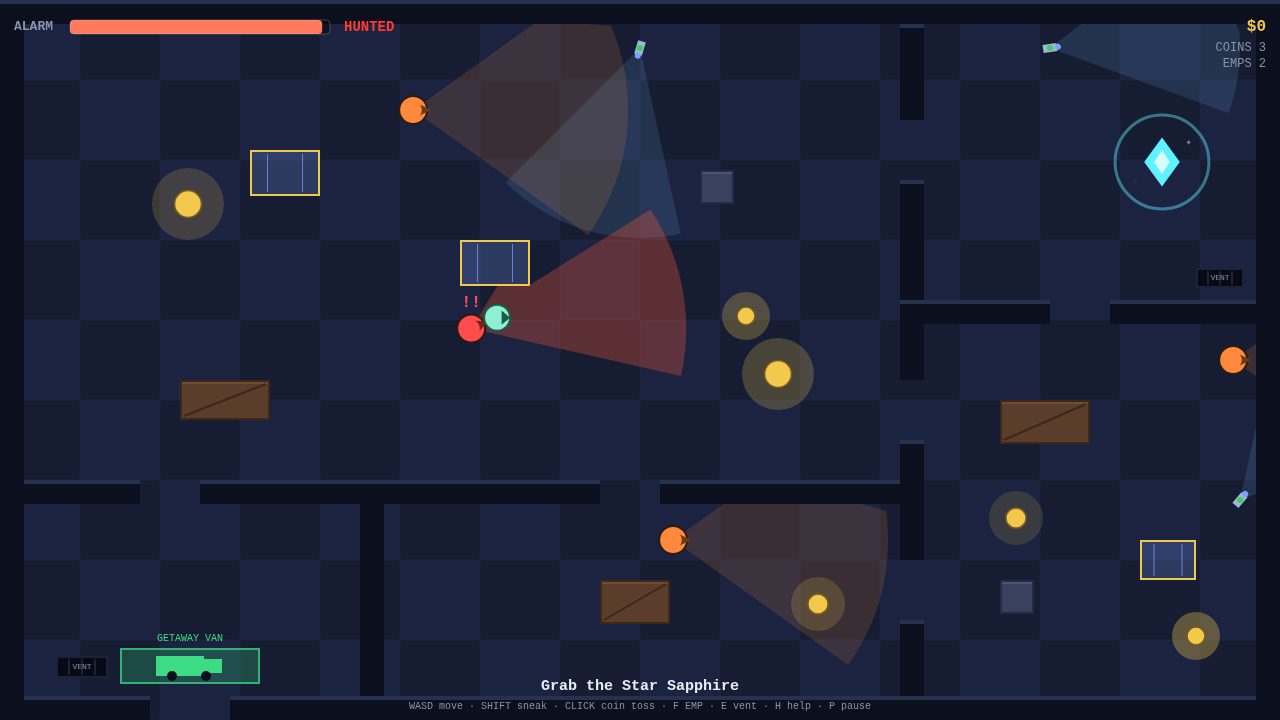 ALARM HUNTED $0
COINS 3
EMPS 2
VENT
!!
GETAWAY VAN
VENT
Grab the Star Sapphire
WASD move · SHIFT sneak · CLICK coin toss · F EMP · E vent · H help · P pause